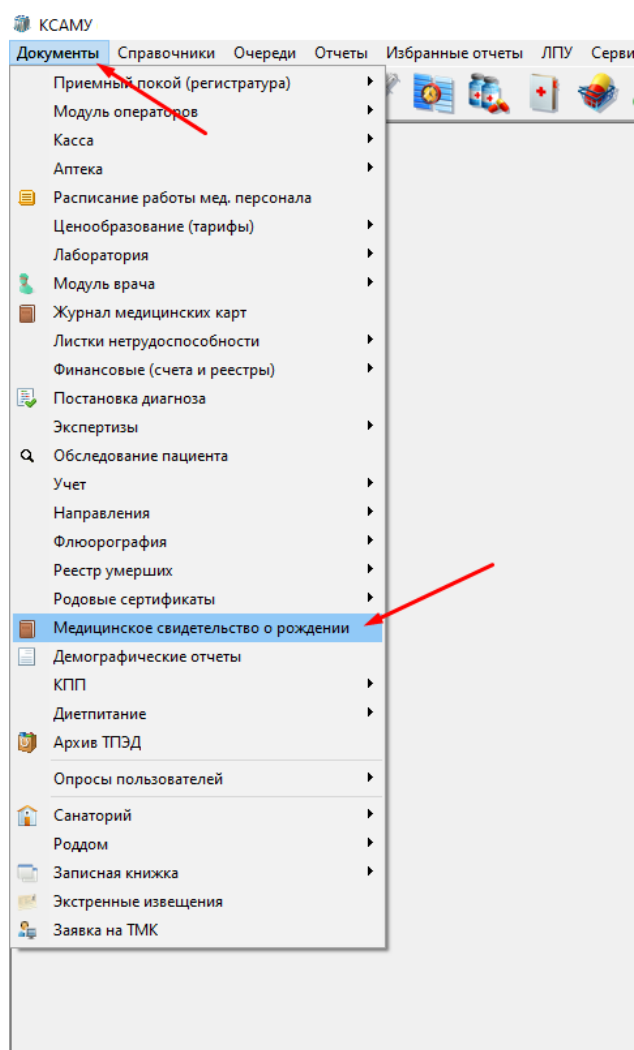 КСАМУ
Документы Справочники Очереди Отчеты Избранные отчеты ЛПУ Серви
Приемный покой (регистратура)
Модуль операторов
Касса
Аптека
Расписание работы мед. персонала
Ценообразование (тарифы)
Лаборатория
Модуль врача
Журнал медицинских карт
Листки нетрудоспособности
Финансовые (счета и реестры)
Постановка диагноза
Экспертизы
Обследование пациента
Учет
Направления
Флюорография
Реестр умерших
Родовые сертификаты
Медицинское свидетельство о рождении
Демографические отчеты
КПП
Диетпитание
Архив ТПЭД
Опросы пользователей
Санаторий
Роддом
Записная книжка
Экстренные извещения
Заявка на ТМК